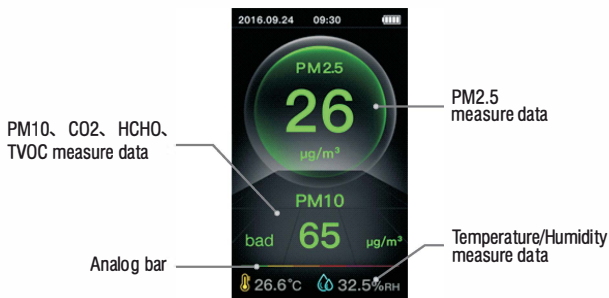 2016.09.24 09:30
PM2.5
26
µg/m³
PM2.5
measure data
PM10、 CO2、 HCHO、
TVOC measure data
PM10
bad 65 µg/m³
Temperature/Humidity
measure data
Analog bar
26.6°c 32.5%RH